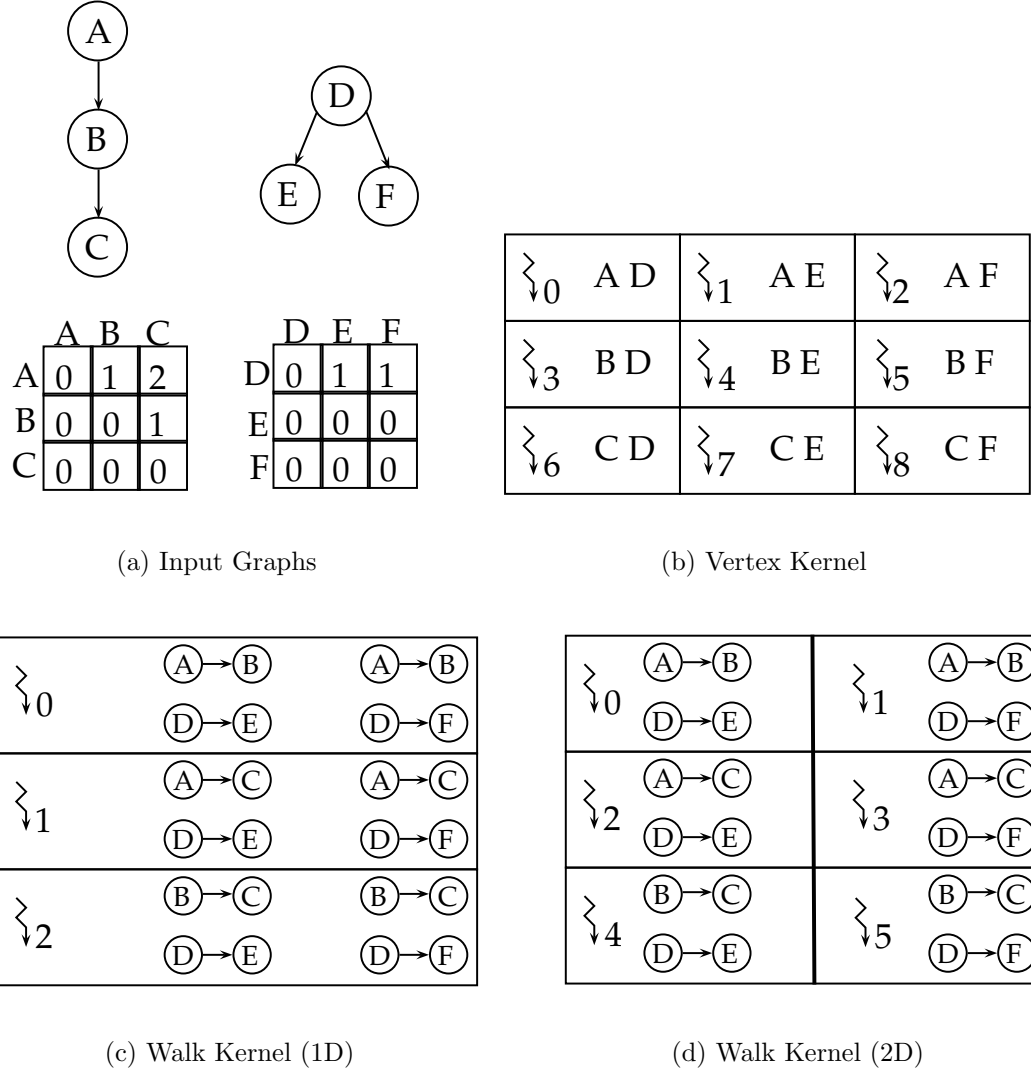 A
B
C
D
E F
A B C
A 0 1 2
B 0 0 1
C 0 0 0
D E F
D 0 1 1
E 0 0 0
F 0 0 0
(a) Input Graphs
0 A D 1 A E 2 A F
3 B D 4 B E 5 B F
6 C D 7 C E 8 C F
(b) Vertex Kernel
A B A B
0
D E D F
A C A C
1
D E D F
B C B C
2
D E D F
(c) Walk Kernel (1D)
A B A B
0 1
D E D F
A C A C
2 3
D E D F
B C B C
4 5
D E D F
(d) Walk Kernel (2D)